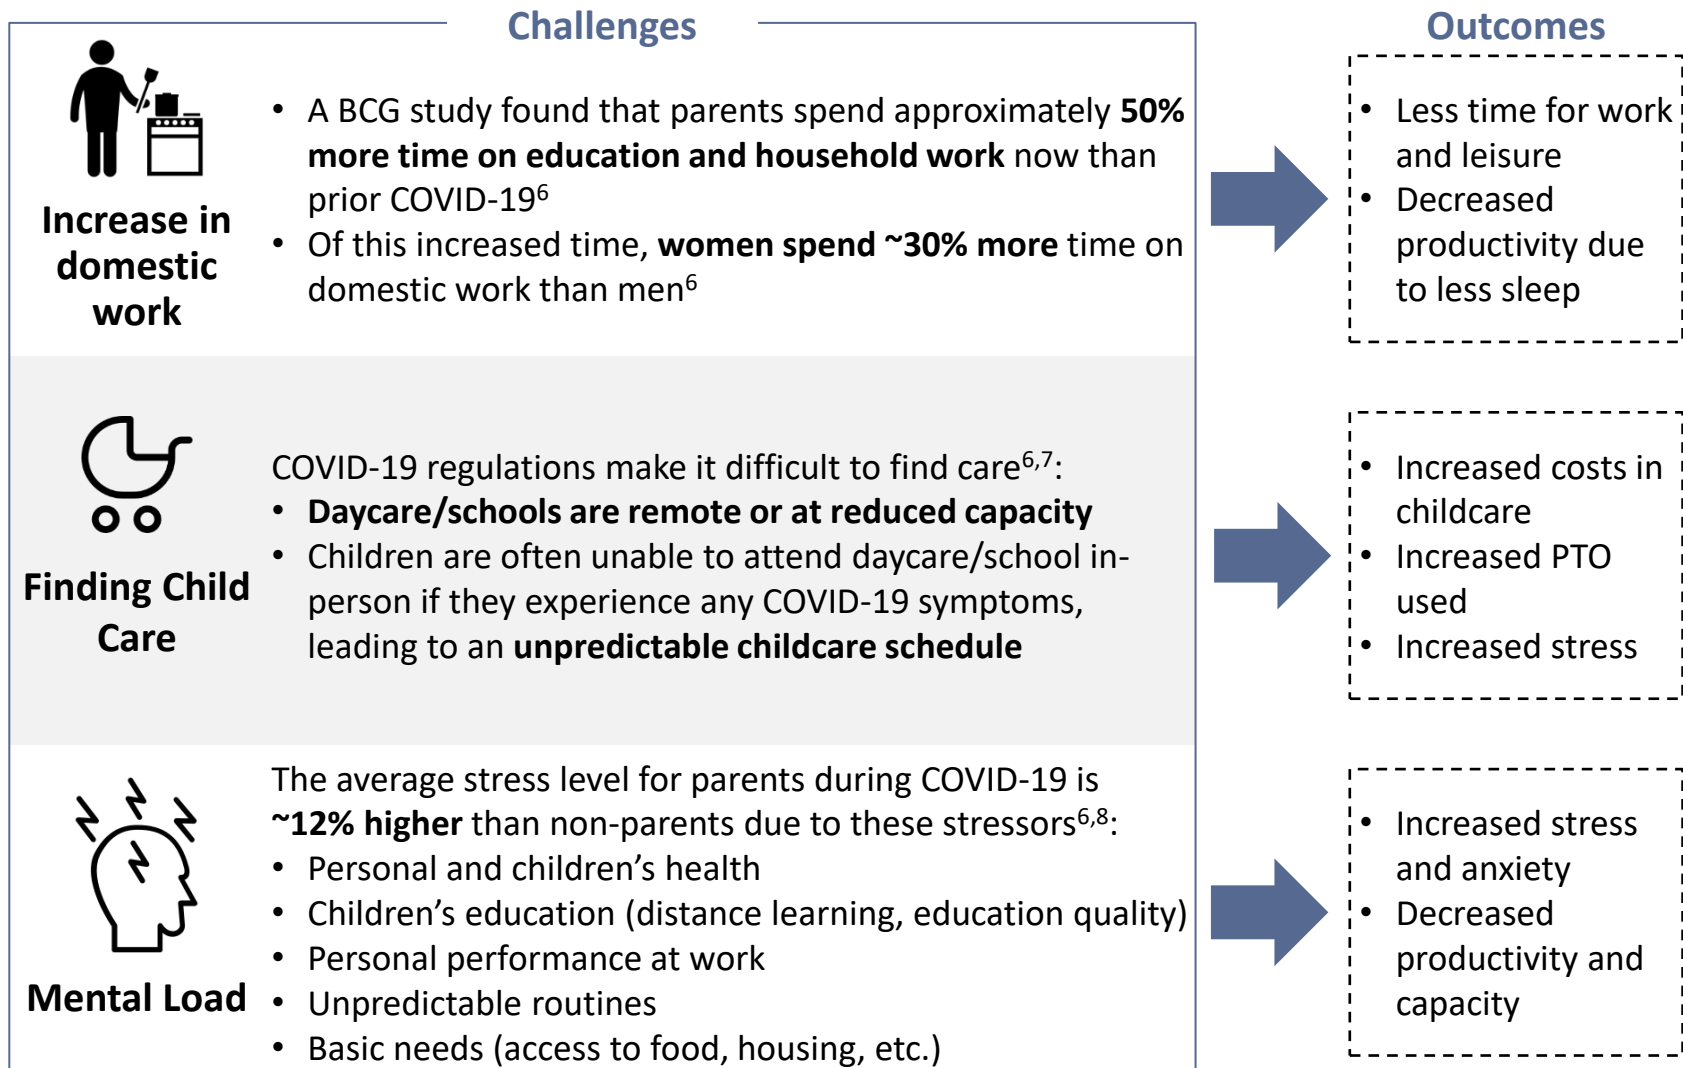 Challenges
Outcomes
Increase in
domestic
work
• A BCG study found that parents spend approximately 50%
more time on education and household work now than
prior COVID-19⁶
• Of this increased time, women spend ~30% more time on
domestic work than men⁶
• Less time for work
and leisure
• Decreased
productivity due
to less sleep
Finding Child
Care
COVID-19 regulations make it difficult to find care⁶,⁷:
• Daycare/schools are remote or at reduced capacity
• Children are often unable to attend daycare/school in-
person if they experience any COVID-19 symptoms,
leading to an unpredictable childcare schedule
• Increased costs in
childcare
• Increased PTO
used
• Increased stress
Mental Load
The average stress level for parents during COVID-19 is
~12% higher than non-parents due to these stressors⁶,⁸:
• Personal and children’s health
• Children’s education (distance learning, education quality)
• Personal performance at work
• Unpredictable routines
• Basic needs (access to food, housing, etc.)
• Increased stress
and anxiety
• Decreased
productivity and
capacity